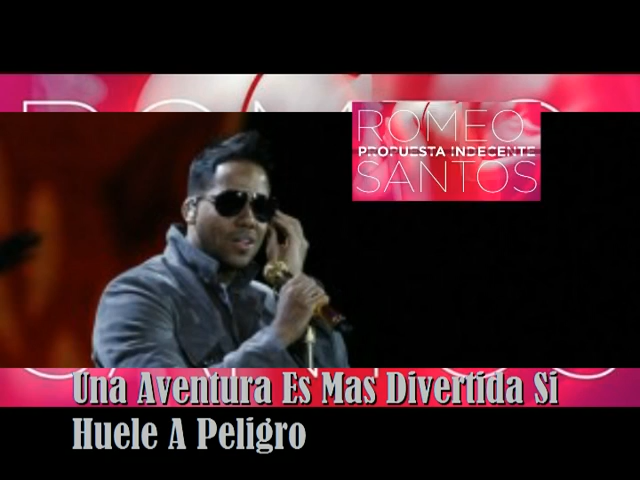 ROMEO
PROPUESTA INDECENTE
SANTOS
Una Aventura Es Mas Divertida Si
Huele A Peligro